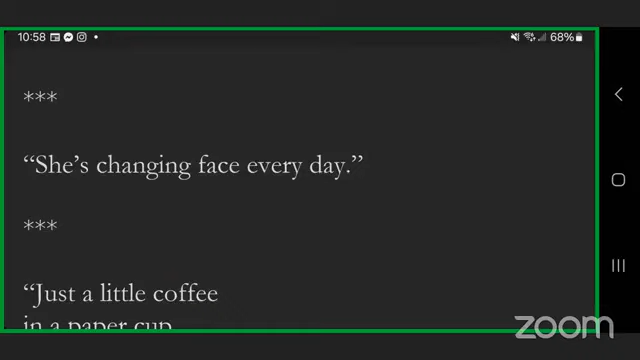 10:58
68%
***
“She’s changing face every day.”
***
“Just a little coffee
in a paper cup
zoom